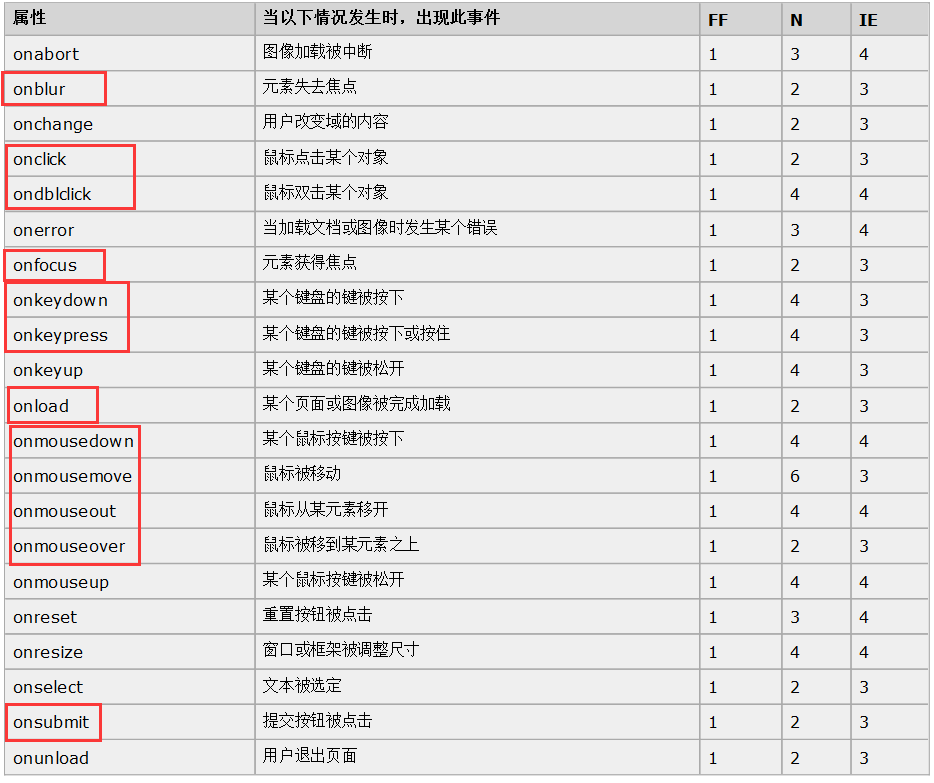 属性 当以下情况发生时，出现此事件 FF N IE
onabort 图像加载被中断 1 3 4
onblur 元素失去焦点 1 2 3
onchange 用户改变域的内容 1 2 3
onclick 鼠标点击某个对象 1 2 3
ondblclick 鼠标双击某个对象 1 4 4
onerror 当加载文档或图像时发生某个错误 1 3 4
onfocus 元素获得焦点 1 2 3
onkeydown 某个键盘的键被按下 1 4 3
onkeypress 某个键盘的键被按下或按住 1 4 3
onkeyup 某个键盘的键被松开 1 4 3
onload 某个页面或图像被完成加载 1 2 3
onmousedown 某个鼠标按键被按下 1 4 4
onmousemove 鼠标被移动 1 6 3
onmouseout 鼠标从某元素移开 1 4 4
onmouseover 鼠标被移到某元素之上 1 2 3
onmouseup 某个鼠标按键被松开 1 4 4
onreset 重置按钮被点击 1 3 4
onresize 窗口或框架被调整尺寸 1 4 4
onselect 文本被选定 1 2 3
onsubmit 提交按钮被点击 1 2 3
onunload 用户退出页面 1 2 3